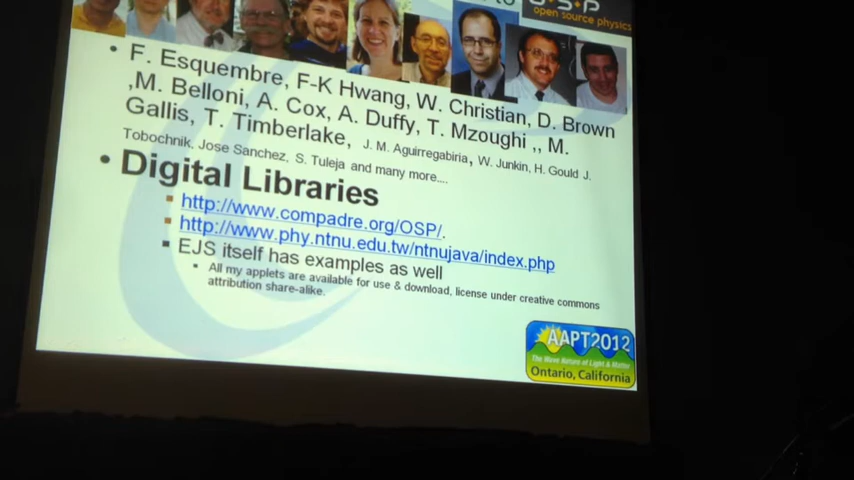 O·S·P
open source physics
• F. Esquembre, F-K Hwang, W. Christian, D. Brown
,M. Belloni, A. Cox, A. Duffy, T. Mzoughi ,, M.
Gallis, T. Timberlake, J. M. Aguirregabiria, W. Junkin, H. Gould J.
Tobochnik, Jose Sanchez, S. Tuleja and many more....
• Digital Libraries
http://www.compadre.org/OSP/.
http://www.phy.ntnu.edu.tw/ntnujava/index.php
EJS itself has examples as well
• All my applets are available for use & download, license under creative commons
attribution share-alike.
AAPT2012
The Wave Nature of Light & Matter
Ontario, California